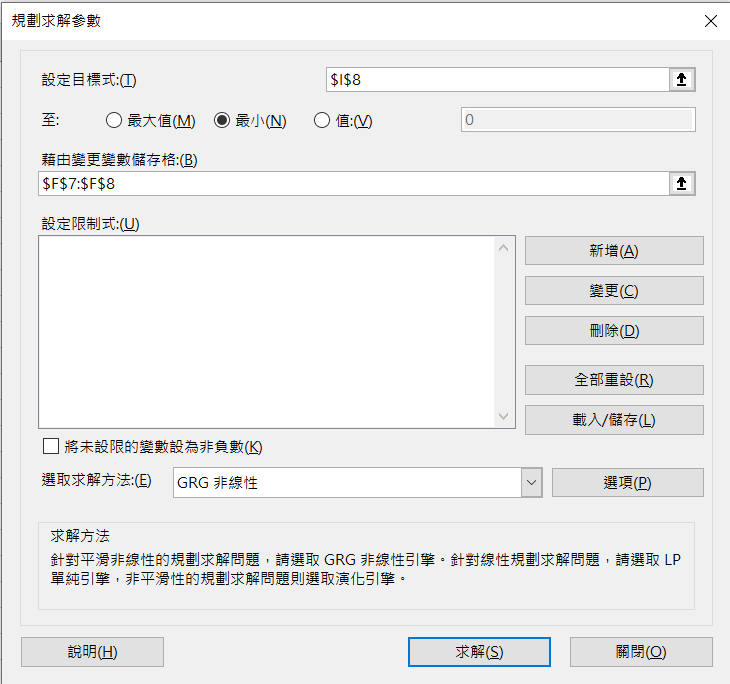 規劃求解參數
設定目標式:(T)
$I$8
至:
最大值(M)
最小(N)
值:(V)
0
藉由變更變數儲存格:(B)
$F$7:$F$8
設定限制式:(U)
新增(A)
變更(C)
刪除(D)
全部重設(R)
載入/儲存(L)
將未設限的變數設為非負數(K)
選取求解方法:(E)
GRG 非線性
選項(P)
求解方法
針對平滑非線性的規劃求解問題，請選取 GRG 非線性引擎。針對線性規劃求解問題，請選取 LP
單純引擎，非平滑性的規劃求解問題則選取演化引擎。
說明(H)
求解(S)
關閉(O)